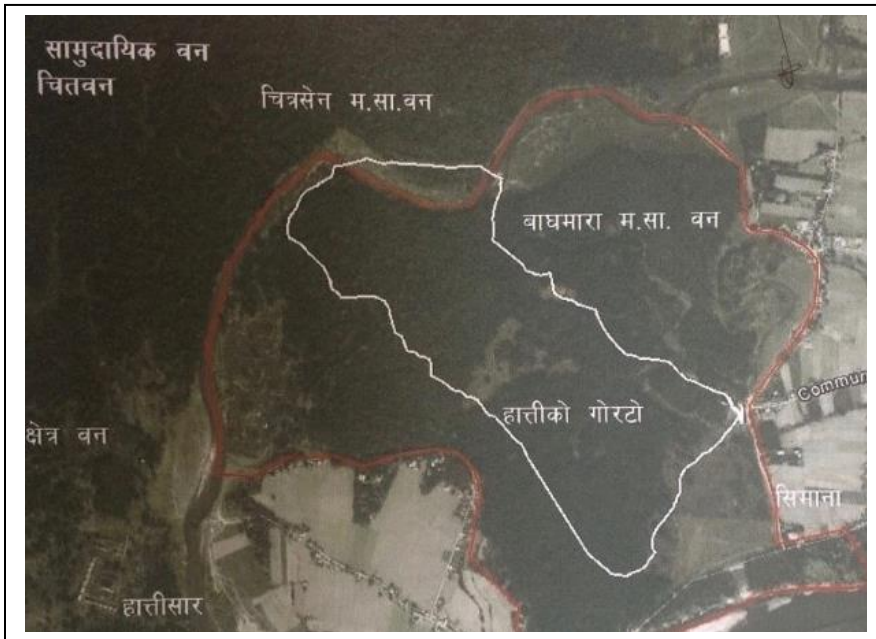 सामुदायिक वन
चितवन
चित्रसेन म.सा.वन
बाघमारा म.सा. वन
Commun
हात्तीको गोरटो
क्षेत्र वन
सिमाना
हात्तीसार